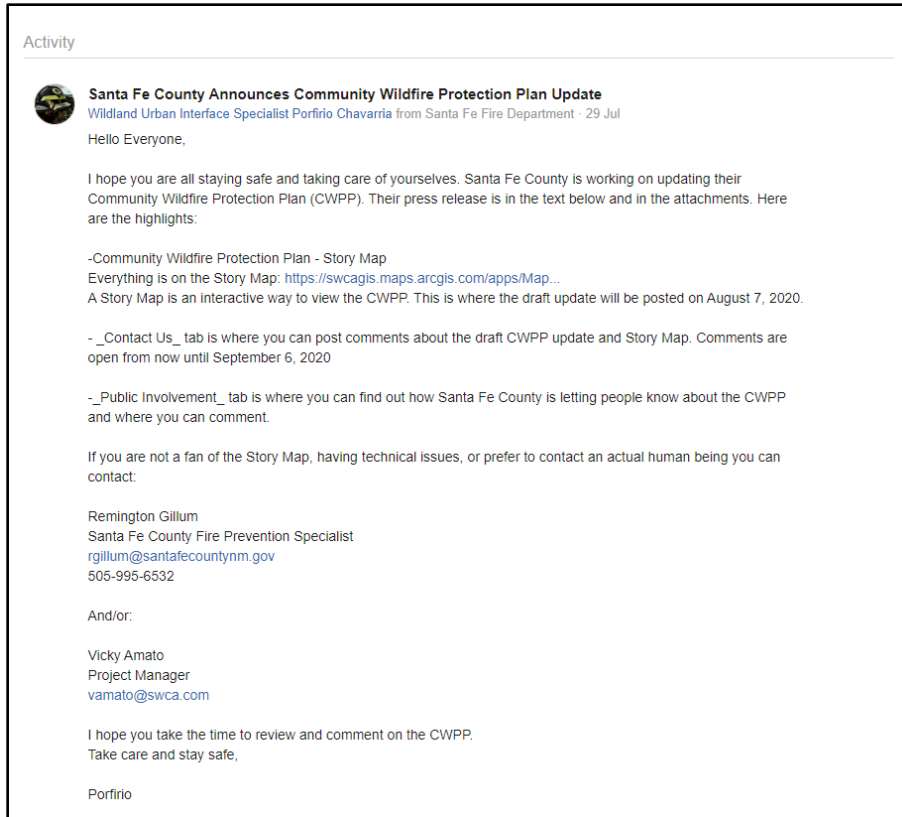 Activity
Santa Fe County Announces Community Wildfire Protection Plan Update
Wildland Urban Interface Specialist Porfirio Chavarria from Santa Fe Fire Department · 29 Jul
Hello Everyone,
I hope you are all staying safe and taking care of yourselves. Santa Fe County is working on updating their
Community Wildfire Protection Plan (CWPP). Their press release is in the text below and in the attachments. Here
are the highlights:
-Community Wildfire Protection Plan - Story Map
Everything is on the Story Map: https://swcagis.maps.arcgis.com/apps/Map...
A Story Map is an interactive way to view the CWPP. This is where the draft update will be posted on August 7, 2020.
- _Contact Us_ tab is where you can post comments about the draft CWPP update and Story Map. Comments are
open from now until September 6, 2020
-_Public Involvement_ tab is where you can find out how Santa Fe County is letting people know about the CWPP
and where you can comment.
If you are not a fan of the Story Map, having technical issues, or prefer to contact an actual human being you can
contact:
Remington Gillum
Santa Fe County Fire Prevention Specialist
rgillum@santafecountynm.gov
505-995-6532
And/or:
Vicky Amato
Project Manager
vamato@swca.com
I hope you take the time to review and comment on the CWPP.
Take care and stay safe,
Porfirio